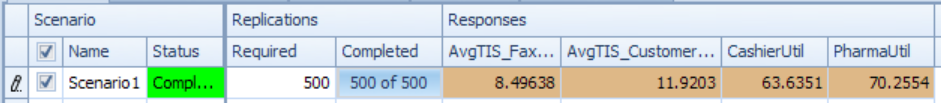 Scenario Replications Responses
Name Status Required Completed AvgTIS_Fax... AvgTIS_Customer... CashierUtil PharmaUtil
Scenario1 Compl... 500 500 of 500 8.49638 11.9203 63.6351 70.2554